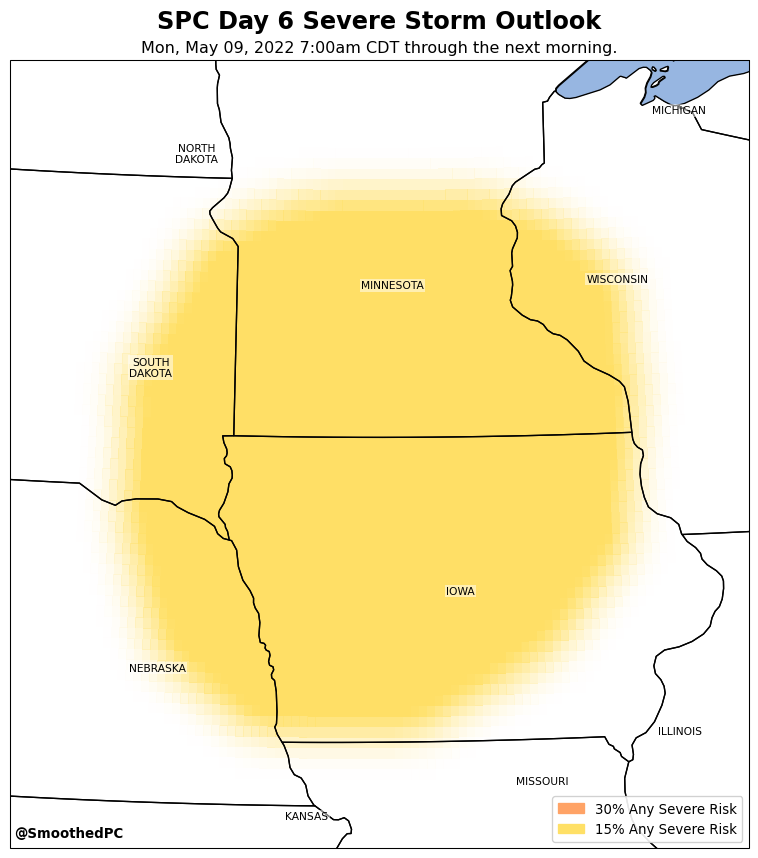 SPC Day 6 Severe Storm Outlook
Mon, May 09, 2022 7:00am CDT through the next morning.
MICHIGAN
NORTH
DAKOTA
MINNESOTA
WISCONSIN
SOUTH
DAKOTA
IOWA
NEBRASKA
ILLINOIS
MISSOURI
KANSAS
30% Any Severe Risk
15% Any Severe Risk
@SmoothedPC